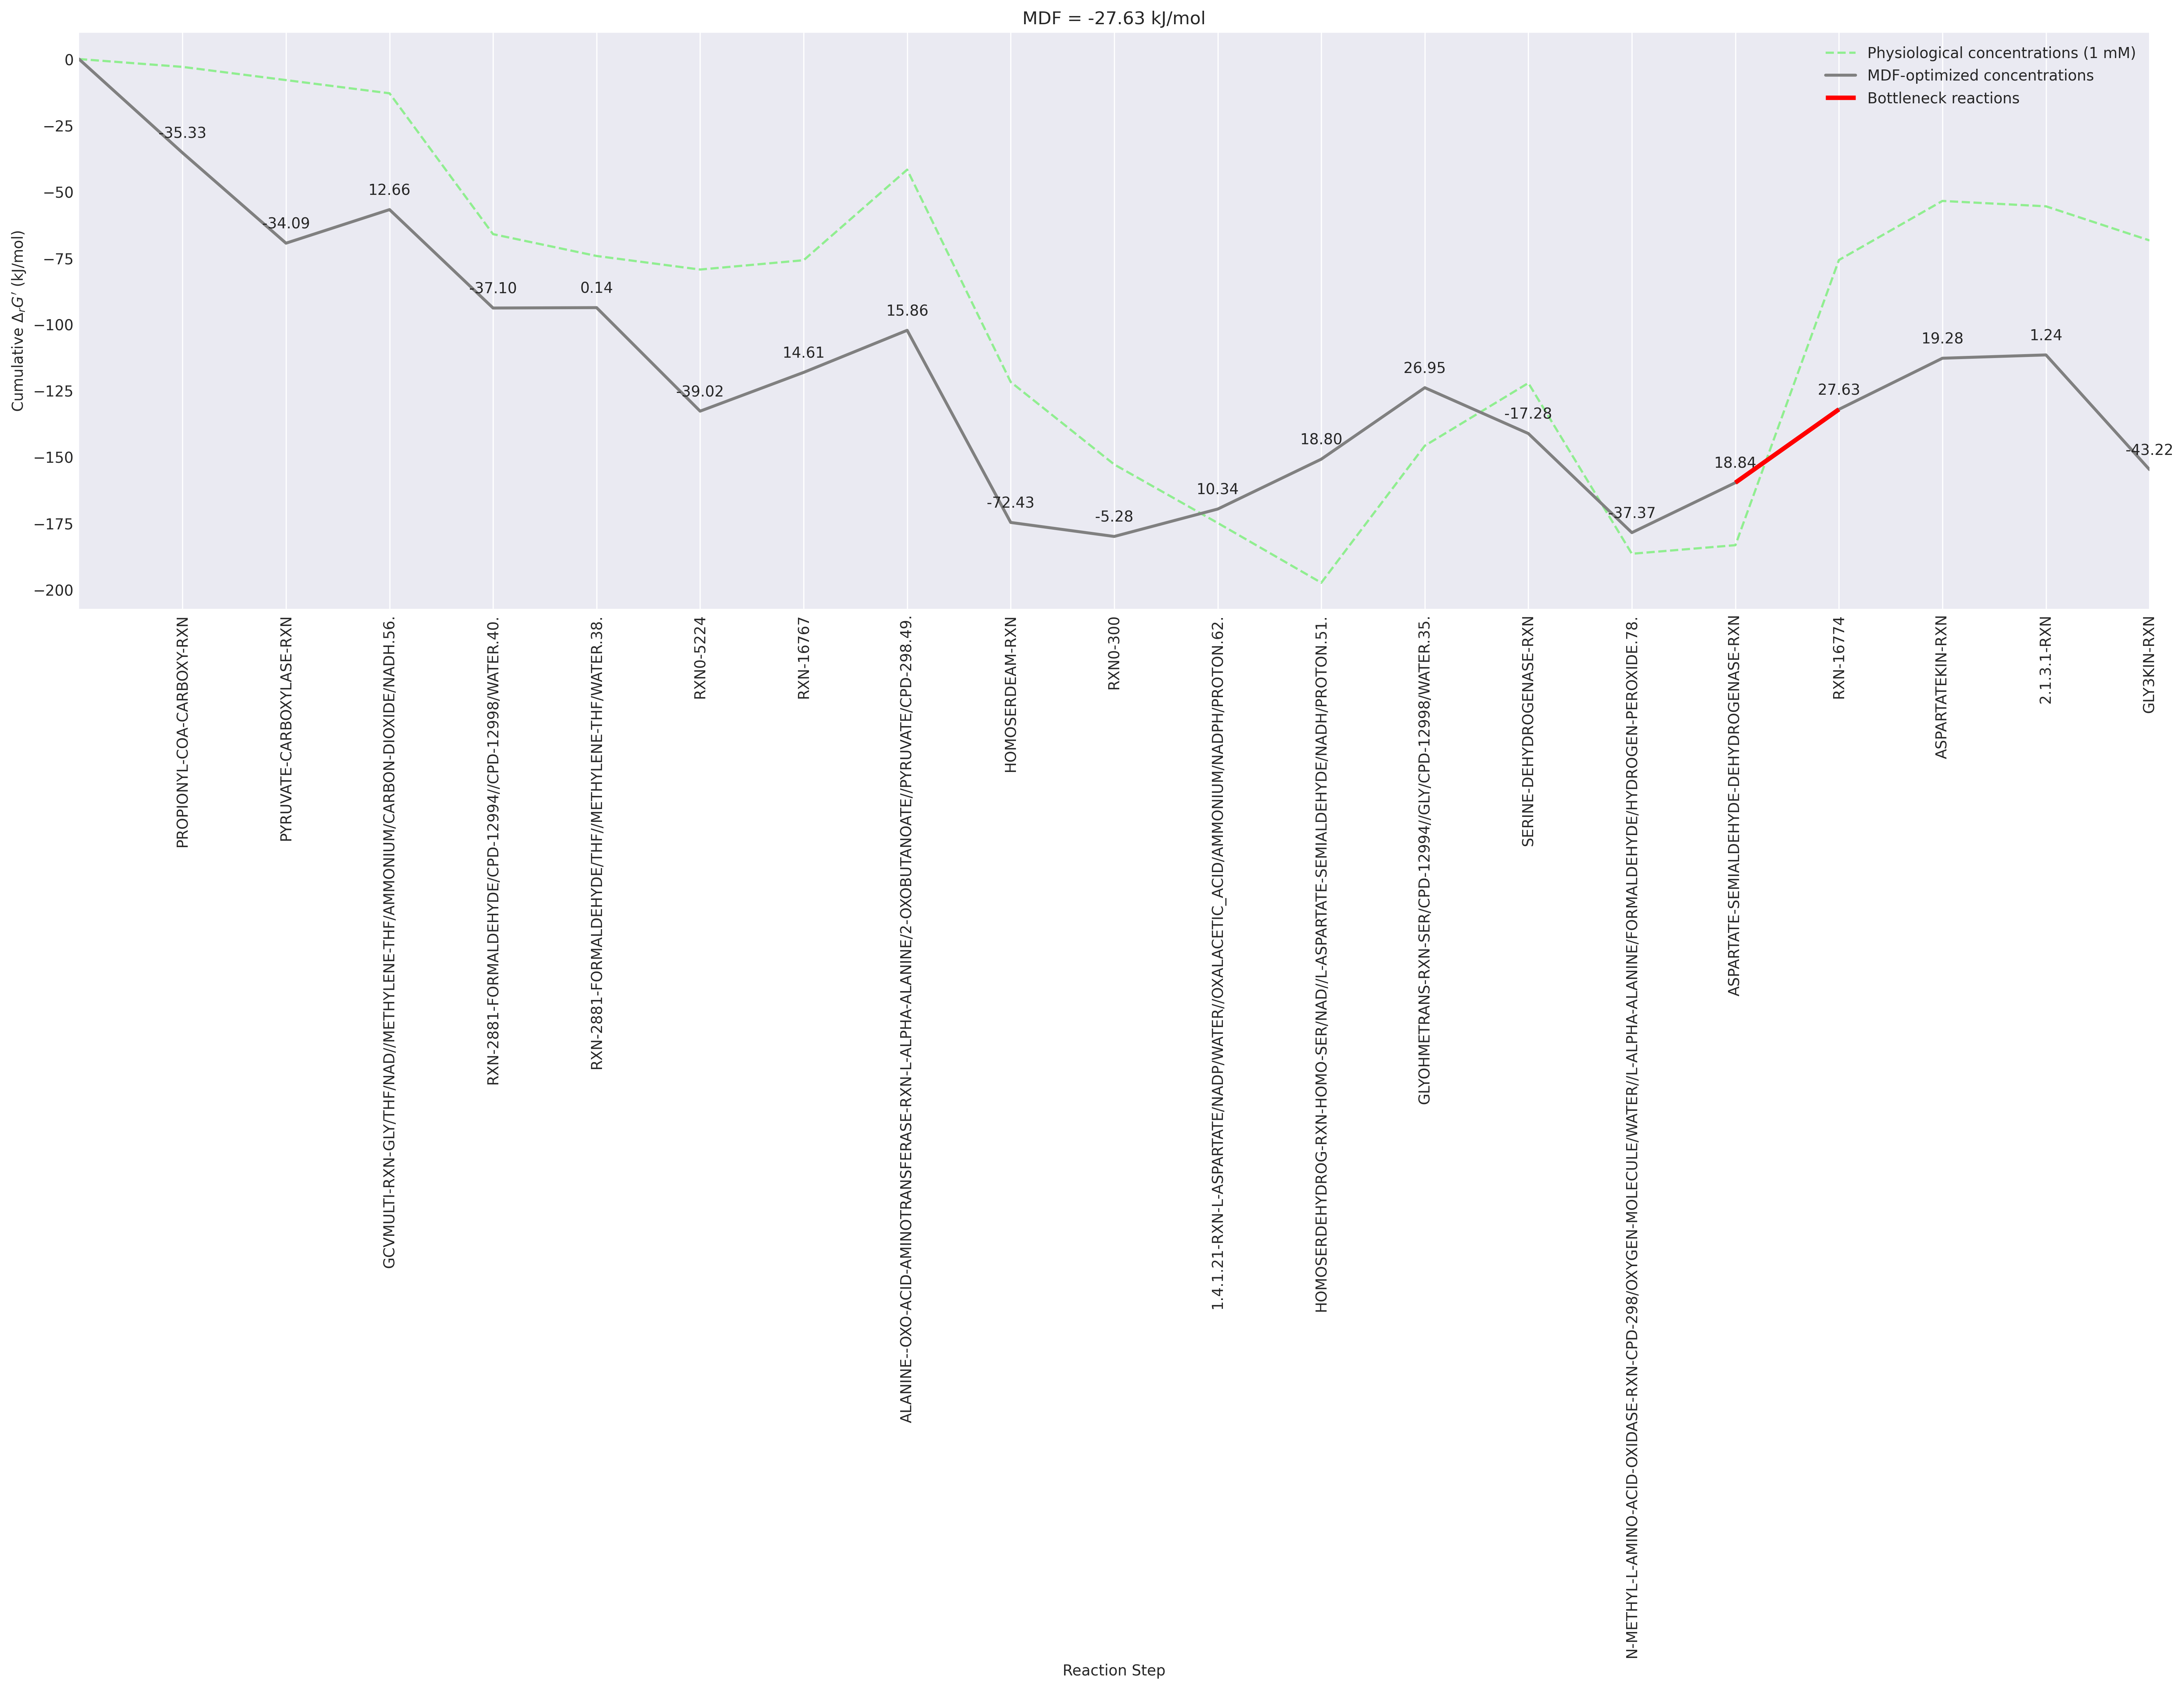 MDF = -27.63 kJ/mol
Physiological concentrations (1 mM)
MDF-optimized concentrations
Bottleneck reactions
Cumulative ΔrG′ (kJ/mol)
0
−25
−50
−75
−100
−125
−150
−175
−200
-35.33
-34.09
12.66
-37.10
0.14
-39.02
14.61
15.86
-72.43
-5.28
10.34
18.80
26.95
-17.28
-37.37
18.84
27.63
19.28
1.24
-43.22
PROPIONYL-COA-CARBOXY-RXN
PYRUVATE-CARBOXYLASE-RXN
GCVMULTI-RXN-GLY/THF/NAD//METHYLENE-THF/AMMONIUM/CARBON-DIOXIDE/NADH.56.
RXN-2881-FORMALDEHYDE/CPD-12994//CPD-12998/WATER.40.
RXN-2881-FORMALDEHYDE/THF//METHYLENE-THF/WATER.38.
RXN0-5224
RXN-16767
ALANINE--OXO-ACID-AMINOTRANSFERASE-RXN-L-ALPHA-ALANINE/2-OXOBUTANOATE//PYRUVATE/CPD-298.49.
HOMOSERDEAM-RXN
RXN0-300
1.4.1.21-RXN-L-ASPARTATE/NADP/WATER//OXALACETIC_ACID/AMMONIUM/NADPH/PROTON.62.
HOMOSERDEHYDROG-RXN-HOMO-SER/NAD//L-ASPARTATE-SEMIALDEHYDE/NADH/PROTON.51.
GLYOHMETRANS-RXN-SER/CPD-12994//GLY/CPD-12998/WATER.35.
SERINE-DEHYDROGENASE-RXN
N-METHYL-L-AMINO-ACID-OXIDASE-RXN-CPD-298/OXYGEN-MOLECULE/WATER//L-ALPHA-ALANINE/FORMALDEHYDE/HYDROGEN-PEROXIDE.78.
ASPARTATE-SEMIALDEHYDE-DEHYDROGENASE-RXN
RXN-16774
ASPARTATEKIN-RXN
2.1.3.1-RXN
GLY3KIN-RXN
Reaction Step